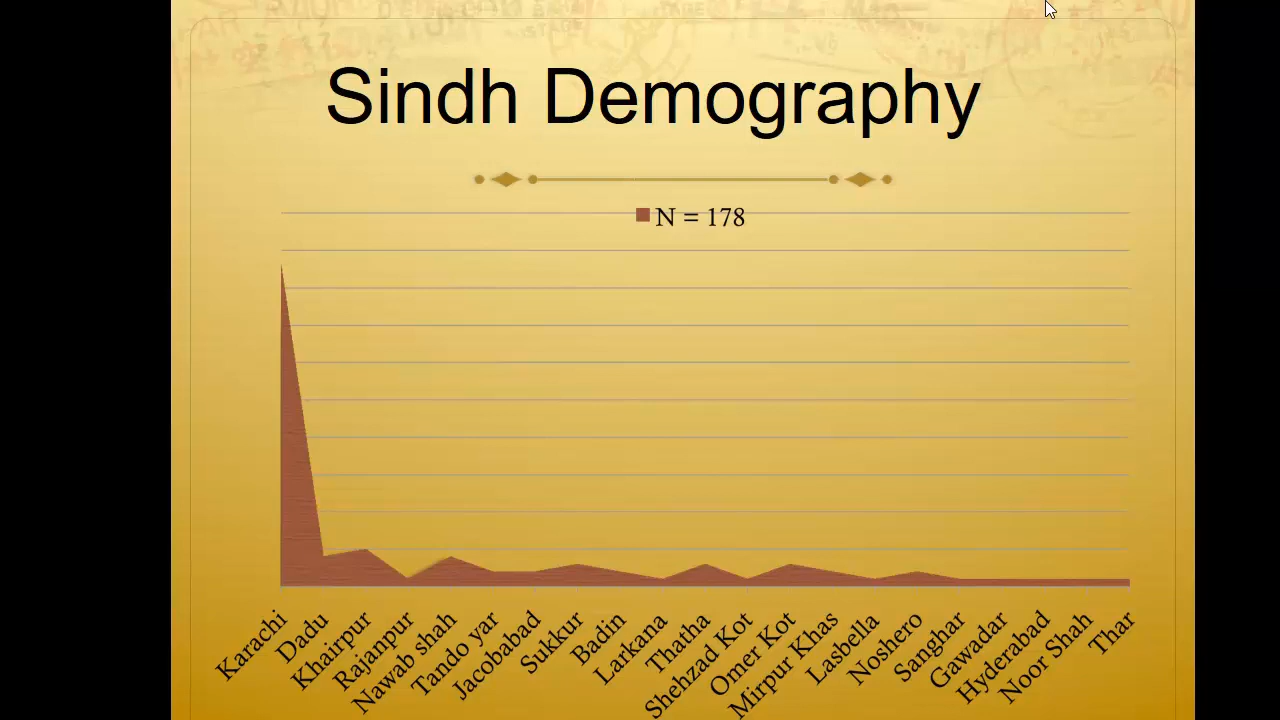 Sindh Demography
N = 178
Karachi
Dadu
Khairpur
Rajanpur
Nawab shah
Tando yar
Jacobabad
Sukkur
Badin
Larkana
Thatha
Shehzad Kot
Omer Kot
Mirpur Khas
Lasbella
Noshero
Sanghar
Gawadar
Hyderabad
Noor Shah
Thar